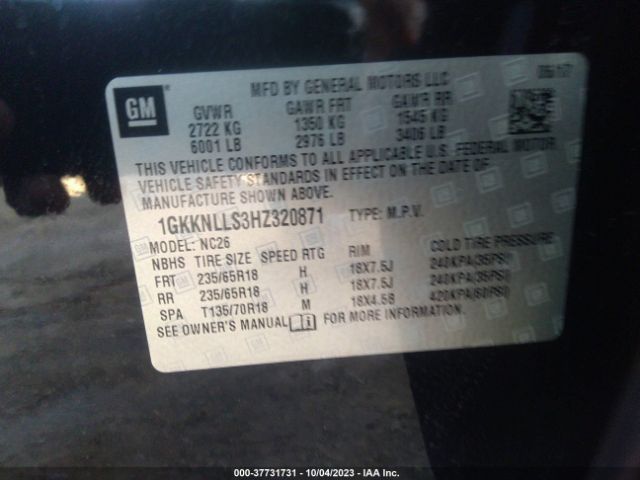 GM
MFD BY GENERAL MOTORS LLC
GVWR GAWR FRT GAWR RR
2722 KG 1350 KG 1545 KG
6001 LB 2976 LB 3406 LB
THIS VEHICLE CONFORMS TO ALL APPLICABLE U.S. FEDERAL MOTOR
VEHICLE SAFETY STANDARDS IN EFFECT ON THE DATE OF
MANUFACTURE SHOWN ABOVE.
1GKKNLLS3HZ320871 TYPE: M.P.V.
MODEL: NC26
NBHS TIRE SIZE SPEED RTG RIM COLD TIRE PRESSURE
FRT 235/65R18 H 18X7.5J 240KPA(35PSI)
RR 235/65R18 H 18X7.5J 240KPA(35PSI)
SPA T135/70R18 M 18X4.5B 420KPA(60PSI)
SEE OWNER'S MANUAL FOR MORE INFORMATION.
000-37731731 - 10/04/2023 - IAA Inc.